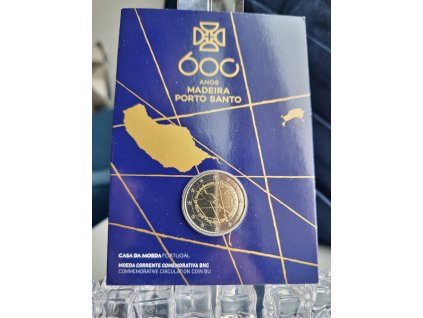 600
ANOS
MADEIRA
PORTO SANTO
CASA DA MOEDA PORTUGAL
MOEDA CORRENTE COMEMORATIVA BNC
COMMEMORATIVE CIRCULATION COIN BU